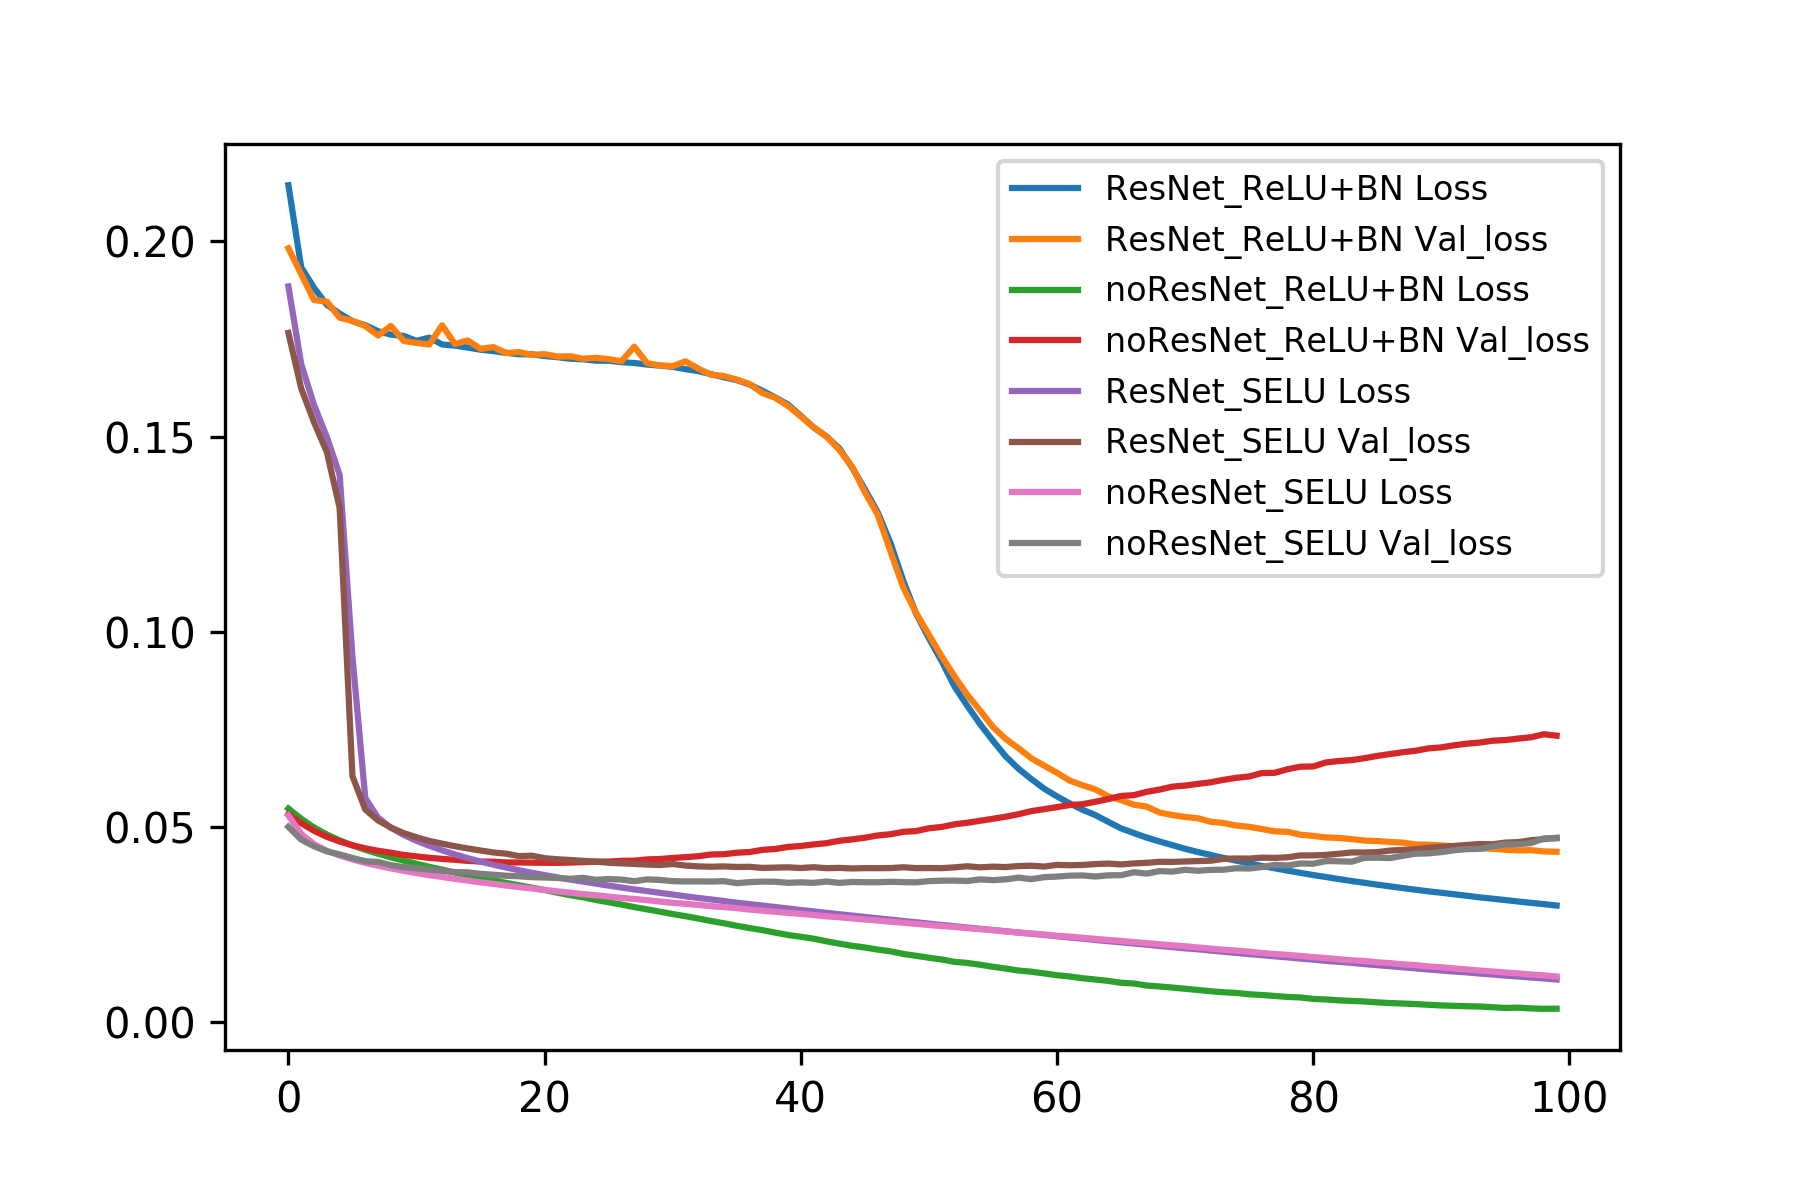 ResNet_ReLU+BN Loss
ResNet_ReLU+BN Val_loss
noResNet_ReLU+BN Loss
noResNet_ReLU+BN Val_loss
ResNet_SELU Loss
ResNet_SELU Val_loss
noResNet_SELU Loss
noResNet_SELU Val_loss
0.20
0.15
0.10
0.05
0.00
0 20 40 60 80 100